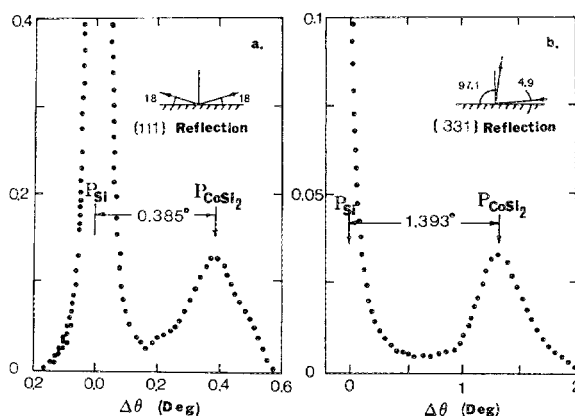 0.4
a.
18
18
{111} Reflection
P_Si
P_CoSi₂
0.385°
0.2
0
0.2 0.0 0.2 0.4 0.6
Δθ (Deg)
0.1
b.
97.1
4.9
{331} Reflection
0.05
P_Si
P_CoSi₂
1.393°
0
0 1 2
Δθ (Deg)